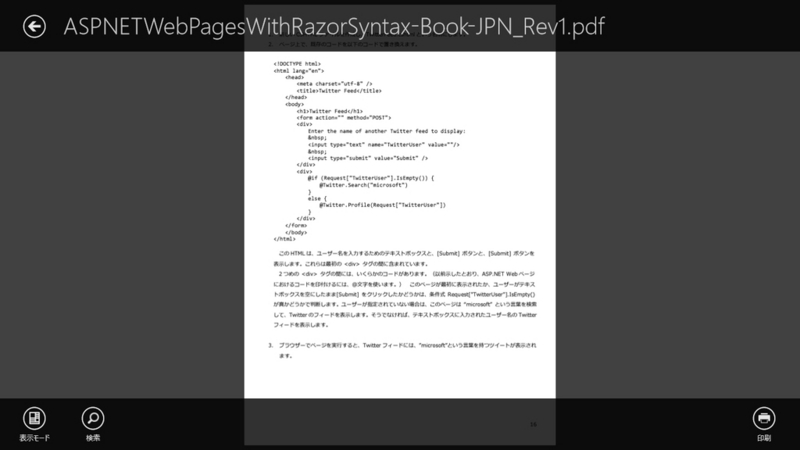 ASPNETWebPagesWithRazorSyntax-Book-JPN_Rev1.pdf
2. ページ上で、既存のコードを以下のコードで置き換えます。
<!DOCTYPE html>
<html lang="en">
<head>
<meta charset="utf-8" />
<title>Twitter Feed</title>
</head>
<body>
<h1>Twitter Feed</h1>
<form action="" method="POST">
<div>
Enter the name of another Twitter feed to display:
&nbsp;
<input type="text" name="TwitterUser" value=""/>
&nbsp;
<input type="submit" value="Submit" />
</div>
<div>
@if (Request["TwitterUser"].IsEmpty()) {
@Twitter.Search("microsoft")
}
else {
@Twitter.Profile(Request["TwitterUser"])
}
</div>
</form>
</body>
</html>
この HTML は、ユーザー名を入力するためのテキストボックスと、[Submit] ボタンと、[Submit] ボタンを
表示します。これらは最初の <div> タグの間に含まれています。
2 つめの <div> タグの間には、いくらかのコードがあります。（以前示したとおり、ASP.NET Web ページ
におけるコードを印付けるには、@文字を使います。） このページが最初に表示されたか、ユーザーがテキ
ストボックスを空にしたまま[Submit] をクリックしたかどうかは、条件式 Request["TwitterUser"].IsEmpty()
が真かどうかで判断します。ユーザーが指定されていない場合は、このページは "microsoft" という言葉を検索
して、Twitter のフィードを表示します。そうでなければ、テキストボックスに入力されたユーザー名の Twitter
フィードを表示します。
3. ブラウザーでページを実行すると、Twitter フィードには、"microsoft"という言葉を持つツイートが表示され
ます。
16
表示モード
検索
印刷